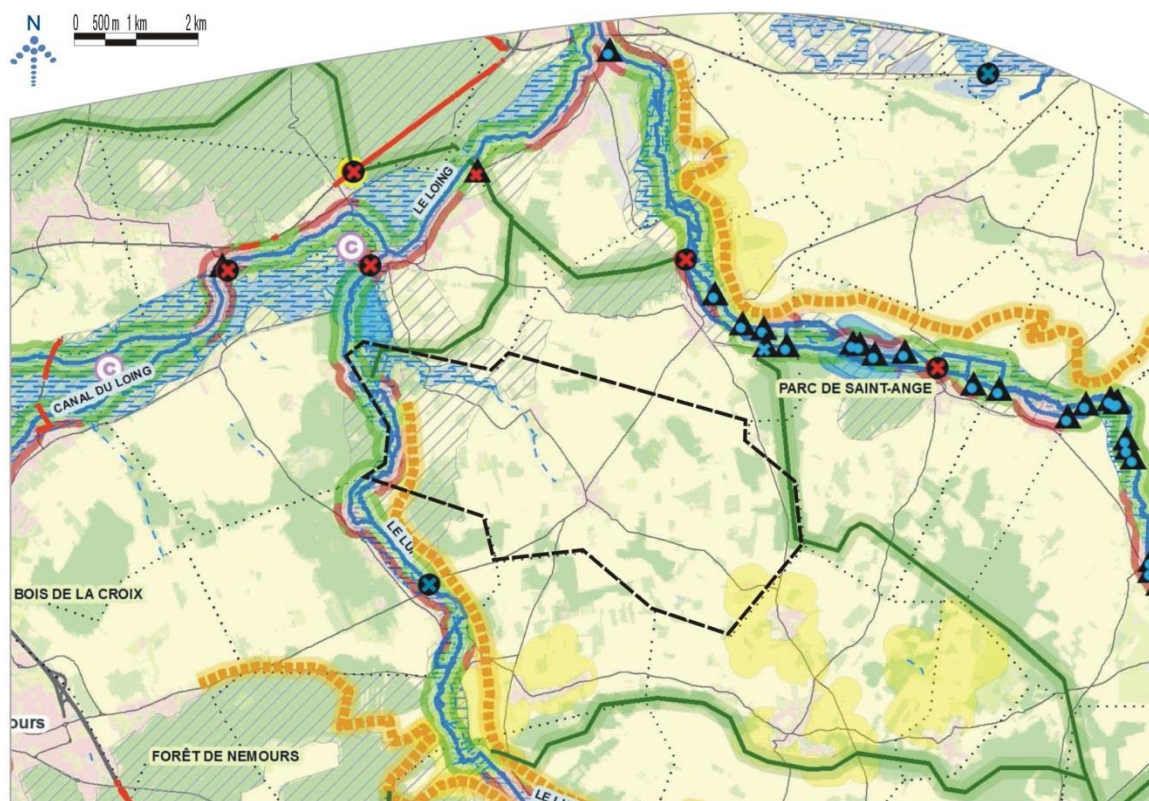 N
0 500 m 1 km 2 km
LE LOING
C
C
CANAL DU LOING
PARC DE SAINT-ANGE
LE LU
BOIS DE LA CROIX
ours
FORÊT DE NEMOURS
LE L